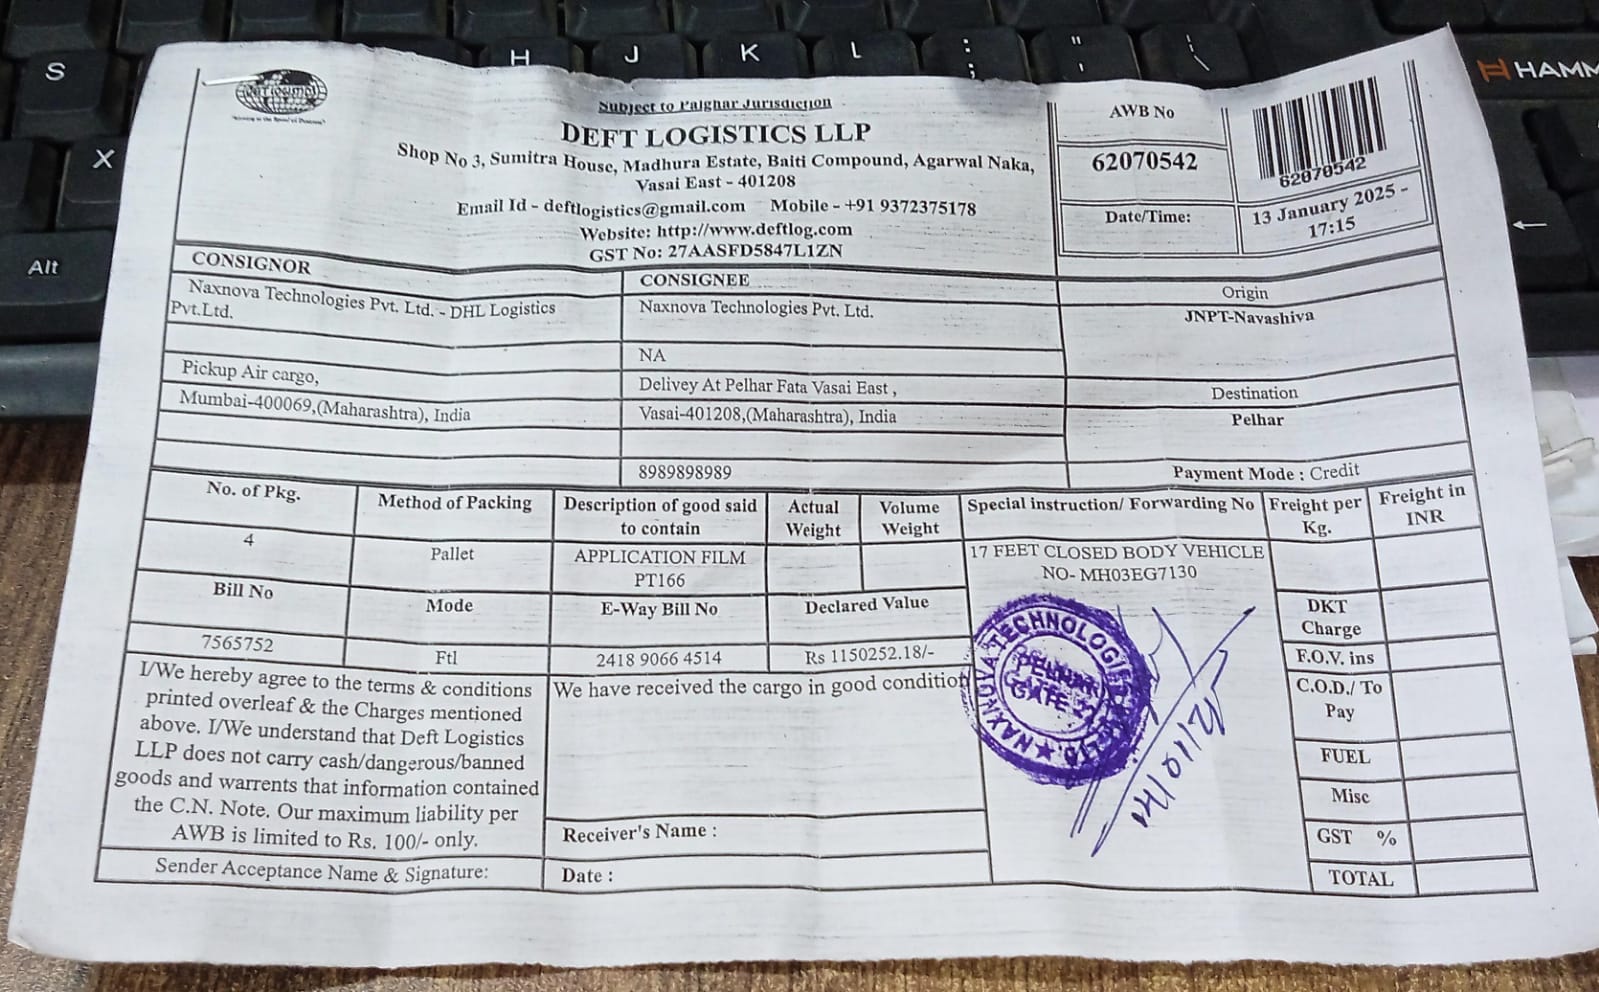 S
H
J
K
L
:
;
"
'
\
HAMM
X
Alt
Subject to Palghar Jurisdiction
DEFT LOGISTICS LLP
Shop No 3, Sumitra House, Madhura Estate, Baiti Compound, Agarwal Naka,
Vasai East - 401208
Email Id - deftlogistics@gmail.com Mobile - +91 9372375178
Website: http://www.deftlog.com
GST No: 27AASFD5847L1ZN
AWB No
62070542
62070542
Date/Time:
13 January 2025 -
17:15
CONSIGNOR
Naxnova Technologies Pvt. Ltd. - DHL Logistics
Pvt.Ltd.
Pickup Air cargo,
Mumbai-400069,(Maharashtra), India
CONSIGNEE
Naxnova Technologies Pvt. Ltd.
NA
Delivey At Pelhar Fata Vasai East ,
Vasai-401208,(Maharashtra), India
8989898989
Origin
JNPT-Navashiva
Destination
Pelhar
Payment Mode : Credit
No. of Pkg.
Method of Packing
Description of good said
to contain
Actual
Weight
Volume
Weight
Special instruction/ Forwarding No
Freight per
Kg.
Freight in
INR
4
Pallet
APPLICATION FILM
PT166
17 FEET CLOSED BODY VEHICLE
NO- MH03EG7130
Bill No
Mode
E-Way Bill No
Declared Value
7565752
Ftl
2418 9066 4514
Rs 1150252.18/-
DKT
Charge
F.O.V. ins
C.O.D./ To
Pay
FUEL
Misc
GST %
TOTAL
I/We hereby agree to the terms & conditions
printed overleaf & the Charges mentioned
above. I/We understand that Deft Logistics
LLP does not carry cash/dangerous/banned
goods and warrents that information contained
the C.N. Note. Our maximum liability per
AWB is limited to Rs. 100/- only.
Sender Acceptance Name & Signature:
We have received the cargo in good condition
Receiver's Name :
Date :
NAXNOVA TECHNOLOGIES
PELHAR
GATE